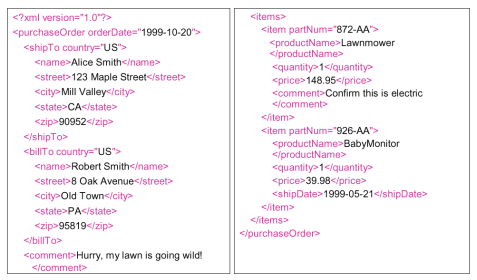 <?xml version="1.0"?>
<purchaseOrder orderDate="1999-10-20">
<shipTo country="US">
<name>Alice Smith</name>
<street>123 Maple Street</street>
<city>Mill Valley</city>
<state>CA</state>
<zip>90952</zip>
</shipTo>
<billTo country="US">
<name>Robert Smith</name>
<street>8 Oak Avenue</street>
<city>Old Town</city>
<state>PA</state>
<zip>95819</zip>
</billTo>
<comment>Hurry, my lawn is going wild!
</comment>
<items>
<item partNum="872-AA">
<productName>Lawnmower
</productName>
<quantity>1</quantity>
<price>148.95</price>
<comment>Confirm this is electric
</comment>
</item>
<item partNum="926-AA">
<productName>BabyMonitor
</productName>
<quantity>1</quantity>
<price>39.98</price>
<shipDate>1999-05-21</shipDate>
</item>
</items>
</purchaseOrder>